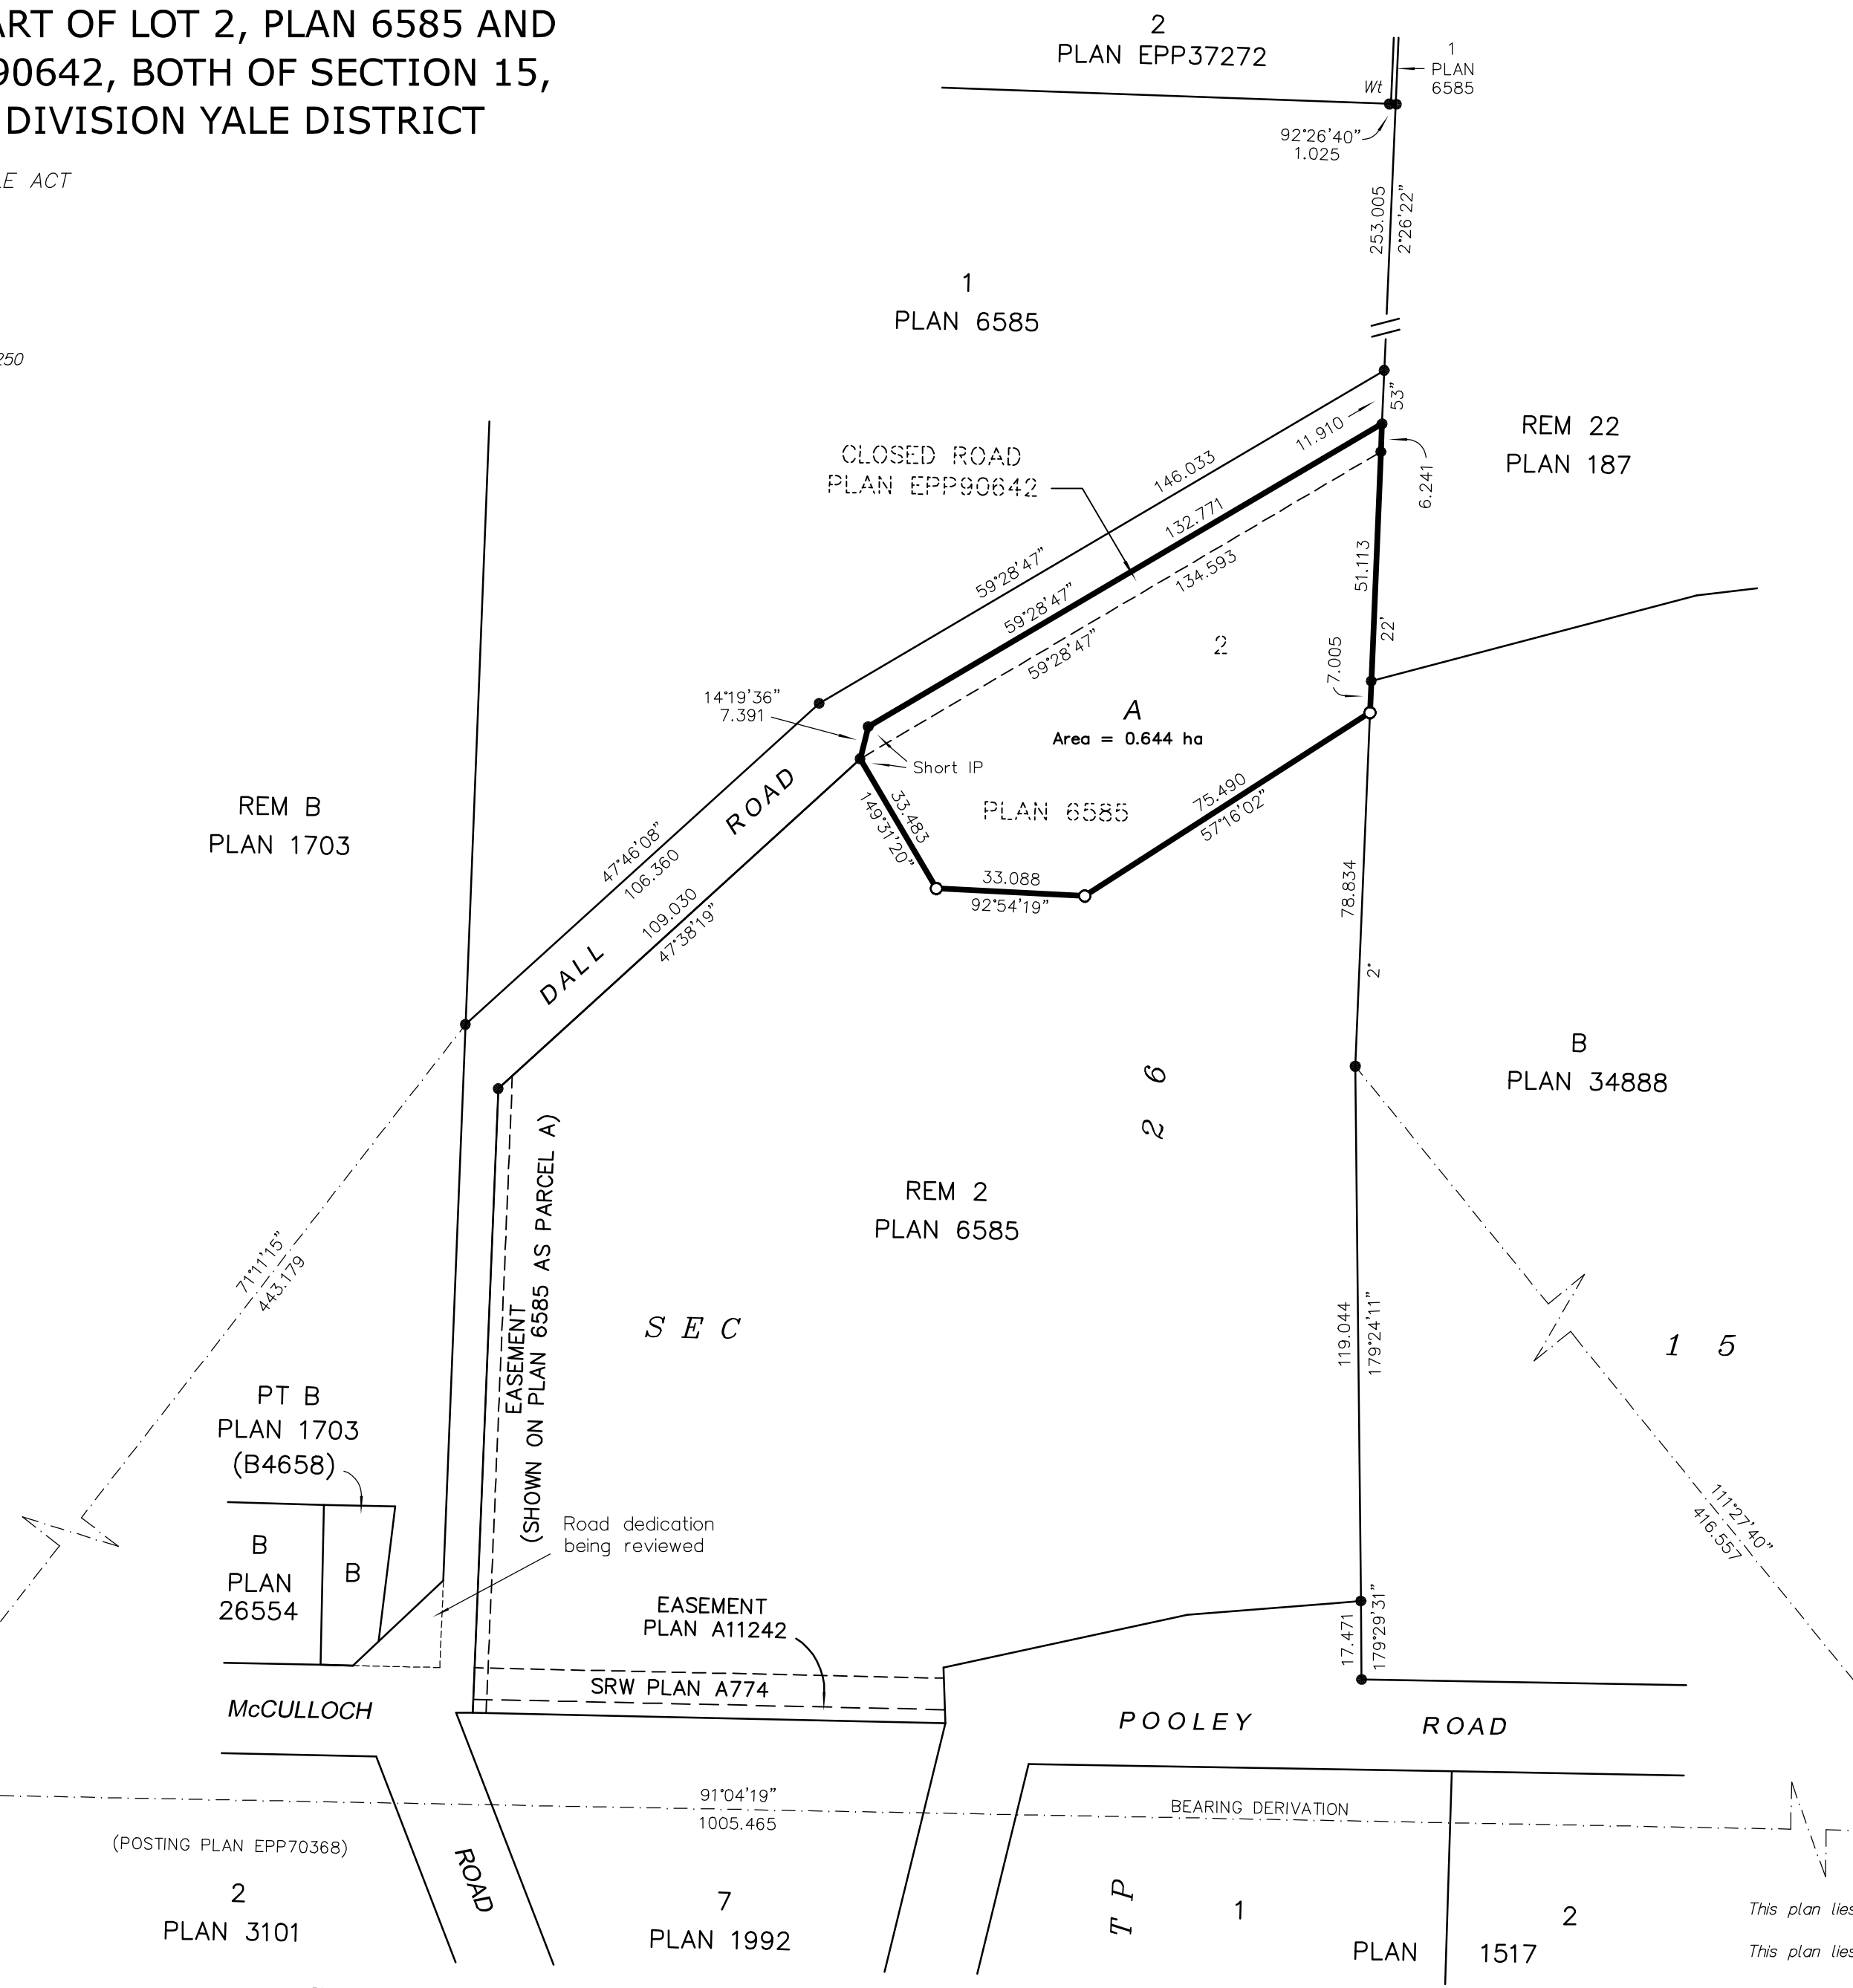 ART OF LOT 2, PLAN 6585 AND
90642, BOTH OF SECTION 15,
DIVISION YALE DISTRICT
LE ACT
250
2
PLAN EPP37272
1
PLAN
6585
Wt
92°26'40"
1.025
253.005
2°26'22"
1
PLAN 6585
53"
11.910
REM 22
PLAN 187
CLOSED ROAD
PLAN EPP90642
146.033
59°28'47"
132.771
59°28'47"
134.593
59°28'47"
6.241
51.113
22'
7.005
2
14°19'36"
7.391
A
Area = 0.644 ha
Short IP
PLAN 6585
33.483
149°31'20"
75.490
57°16'02"
33.088
92°54'19"
REM B
PLAN 1703
47°46'08"
106.360
109.030
47°38'19"
DALL ROAD
78.834
2°
B
PLAN 34888
2 6
REM 2
PLAN 6585
SEC
15
71°11'15"
443.179
EASEMENT
(SHOWN ON PLAN 6585 AS PARCEL A)
119.044
179°24'11"
PT B
PLAN 1703
(B4658)
B
PLAN
26554
B
Road dedication
being reviewed
111°27'40"
416.557
EASEMENT
PLAN A11242
SRW PLAN A774
17.471
179°29'31"
McCULLOCH
ROAD
POOLEY ROAD
91°04'19"
1005.465
BEARING DERIVATION
(POSTING PLAN EPP70368)
2
PLAN 3101
7
PLAN 1992
TP
1
2
PLAN 1517
This plan lies
This plan lies